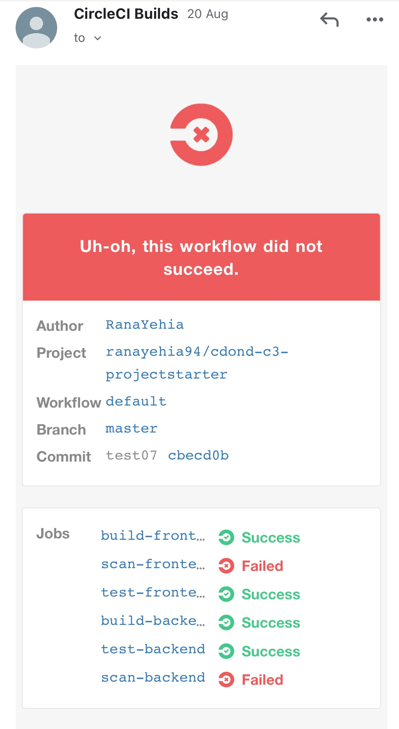 CircleCI Builds 20 Aug
to
Uh-oh, this workflow did not
succeed.
Author RanaYehia
Project ranayehia94/cdond-c3-
projectstarter
Workflow default
Branch master
Commit test07 cbecd0b
Jobs build-front… Success
scan-fronte… Failed
test-fronte… Success
build-backe… Success
test-backend Success
scan-backend Failed